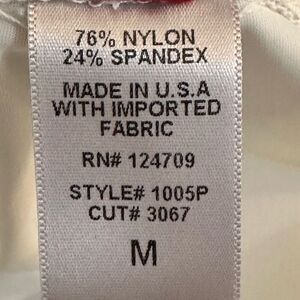 76% NYLON
24% SPANDEX
MADE IN U.S.A
WITH IMPORTED
FABRIC
RN# 124709
STYLE# 1005P
CUT# 3067
M